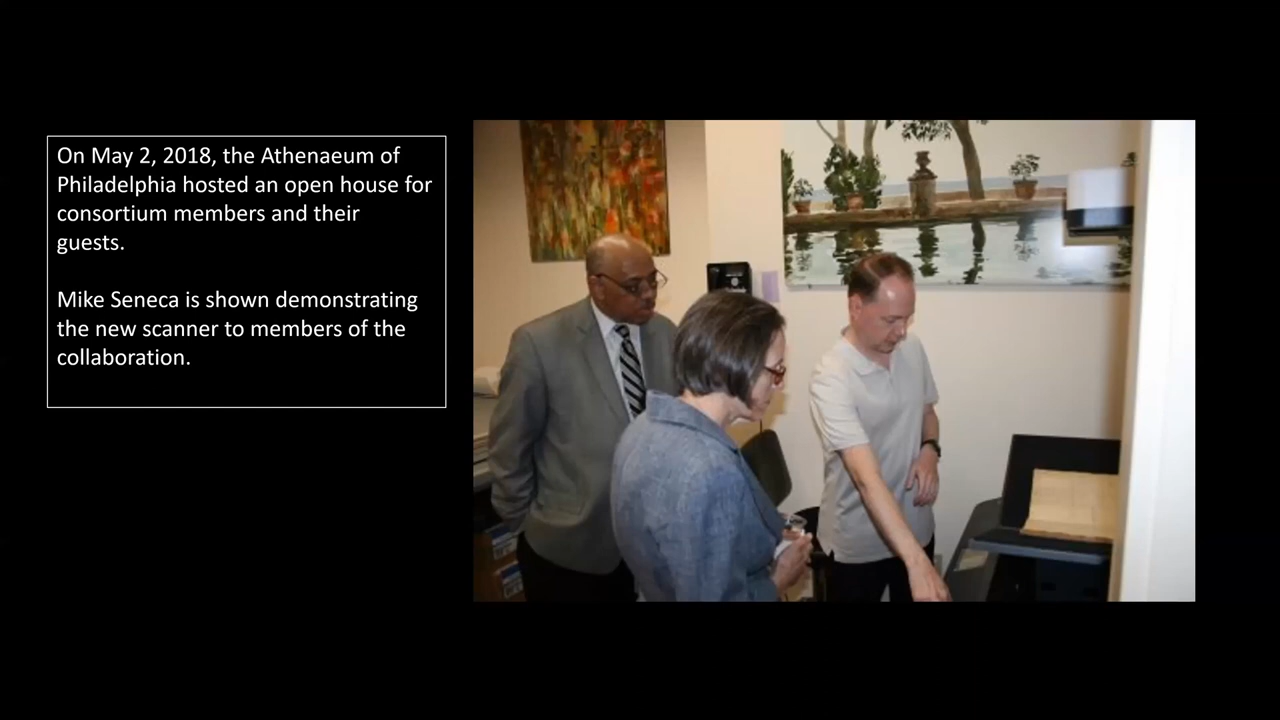 On May 2, 2018, the Athenaeum of
Philadelphia hosted an open house for
consortium members and their
guests.
Mike Seneca is shown demonstrating
the new scanner to members of the
collaboration.